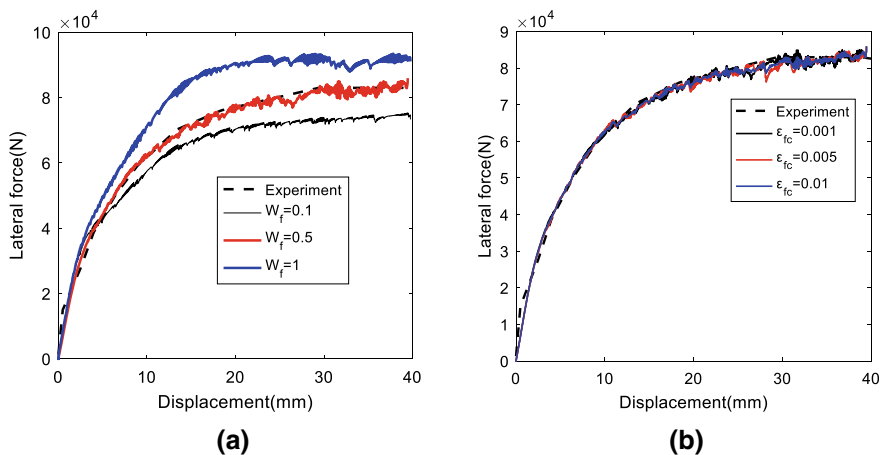 ×10⁴
10
8
6
4
2
0
0
10
20
30
40
Lateral force(N)
Displacement(mm)
Experiment
W_f=0.1
W_f=0.5
W_f=1
(a)
×10⁴
9
8
7
6
5
4
3
2
1
0
0
10
20
30
40
Lateral force(N)
Displacement(mm)
Experiment
ε_fc=0.001
ε_fc=0.005
ε_fc=0.01
(b)